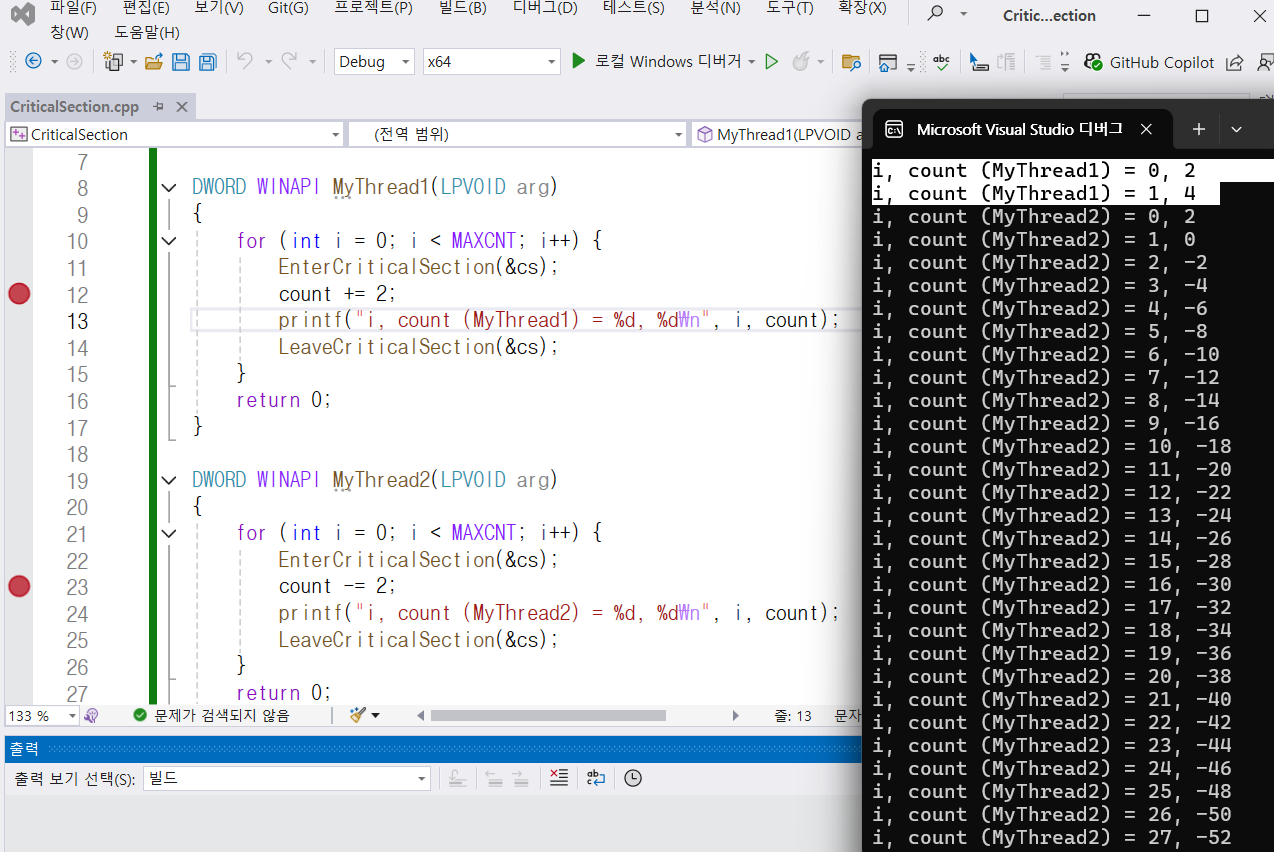 파일(F) 편집(E) 보기(V) Git(G) 프로젝트(P) 빌드(B) 디버그(D) 테스트(S) 분석(N) 도구(T) 확장(X) Critic...ection
창(W) 도움말(H)
Debug x64 로컬 Windows 디버거 abc GitHub Copilot
CriticalSection.cpp
CriticalSection (전역 범위) MyThread1(LPVOID a
7
8 DWORD WINAPI MyThread1(LPVOID arg)
9 {
10 for (int i = 0; i < MAXCNT; i++) {
11 EnterCriticalSection(&cs);
12 count += 2;
13 printf("i, count (MyThread1) = %d, %d₩n", i, count);
14 LeaveCriticalSection(&cs);
15 }
16 return 0;
17 }
18
19 DWORD WINAPI MyThread2(LPVOID arg)
20 {
21 for (int i = 0; i < MAXCNT; i++) {
22 EnterCriticalSection(&cs);
23 count -= 2;
24 printf("i, count (MyThread2) = %d, %d₩n", i, count);
25 LeaveCriticalSection(&cs);
26 }
27 return 0;
133 % 문제가 검색되지 않음 줄: 13 문자
출력
출력 보기 선택(S): 빌드
Microsoft Visual Studio 디버그
i, count (MyThread1) = 0, 2
i, count (MyThread1) = 1, 4
i, count (MyThread2) = 0, 2
i, count (MyThread2) = 1, 0
i, count (MyThread2) = 2, -2
i, count (MyThread2) = 3, -4
i, count (MyThread2) = 4, -6
i, count (MyThread2) = 5, -8
i, count (MyThread2) = 6, -10
i, count (MyThread2) = 7, -12
i, count (MyThread2) = 8, -14
i, count (MyThread2) = 9, -16
i, count (MyThread2) = 10, -18
i, count (MyThread2) = 11, -20
i, count (MyThread2) = 12, -22
i, count (MyThread2) = 13, -24
i, count (MyThread2) = 14, -26
i, count (MyThread2) = 15, -28
i, count (MyThread2) = 16, -30
i, count (MyThread2) = 17, -32
i, count (MyThread2) = 18, -34
i, count (MyThread2) = 19, -36
i, count (MyThread2) = 20, -38
i, count (MyThread2) = 21, -40
i, count (MyThread2) = 22, -42
i, count (MyThread2) = 23, -44
i, count (MyThread2) = 24, -46
i, count (MyThread2) = 25, -48
i, count (MyThread2) = 26, -50
i, count (MyThread2) = 27, -52